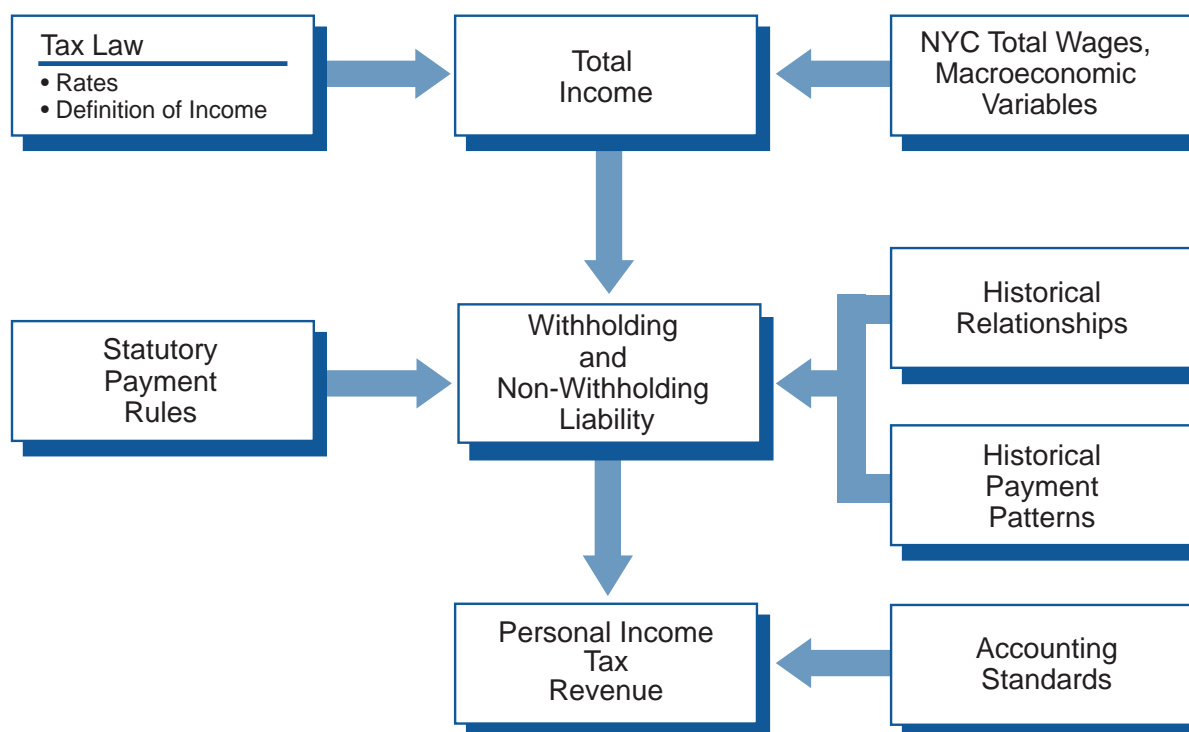 Tax Law
• Rates
• Definition of Income
Total
Income
NYC Total Wages,
Macroeconomic
Variables
Statutory
Payment
Rules
Withholding
and
Non-Withholding
Liability
Historical
Relationships
Historical
Payment
Patterns
Personal Income
Tax
Revenue
Accounting
Standards